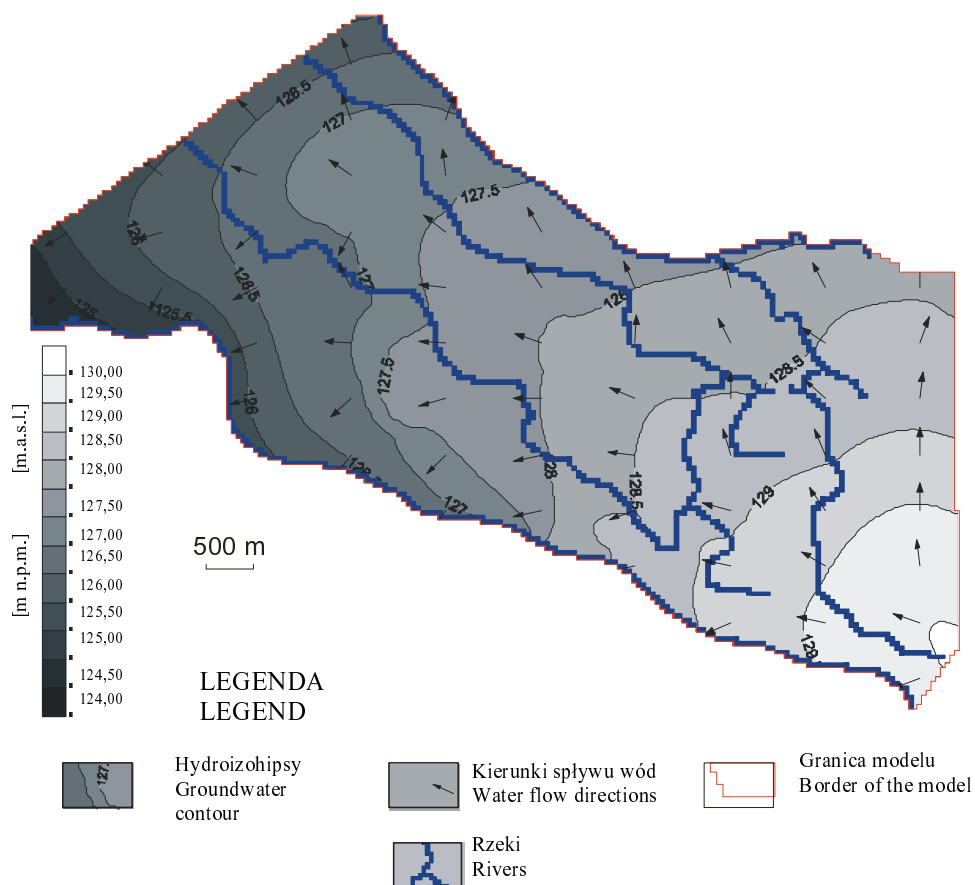 126.5
127
127.5
126
126.5
127
128
125
125.5
128.5
127.5
126
128
128.5
129
126
127
129
130,00
129,50
129,00
128,50
128,00
127,50
127,00
126,50
126,00
125,50
125,00
124,50
124,00
[m.a.s.l.]
[m n.p.m.]
500 m
LEGENDA
LEGEND
Hydroizohipsy
Groundwater
contour
127.
Kierunki spływu wód
Water flow directions
Granica modelu
Border of the model
Rzeki
Rivers